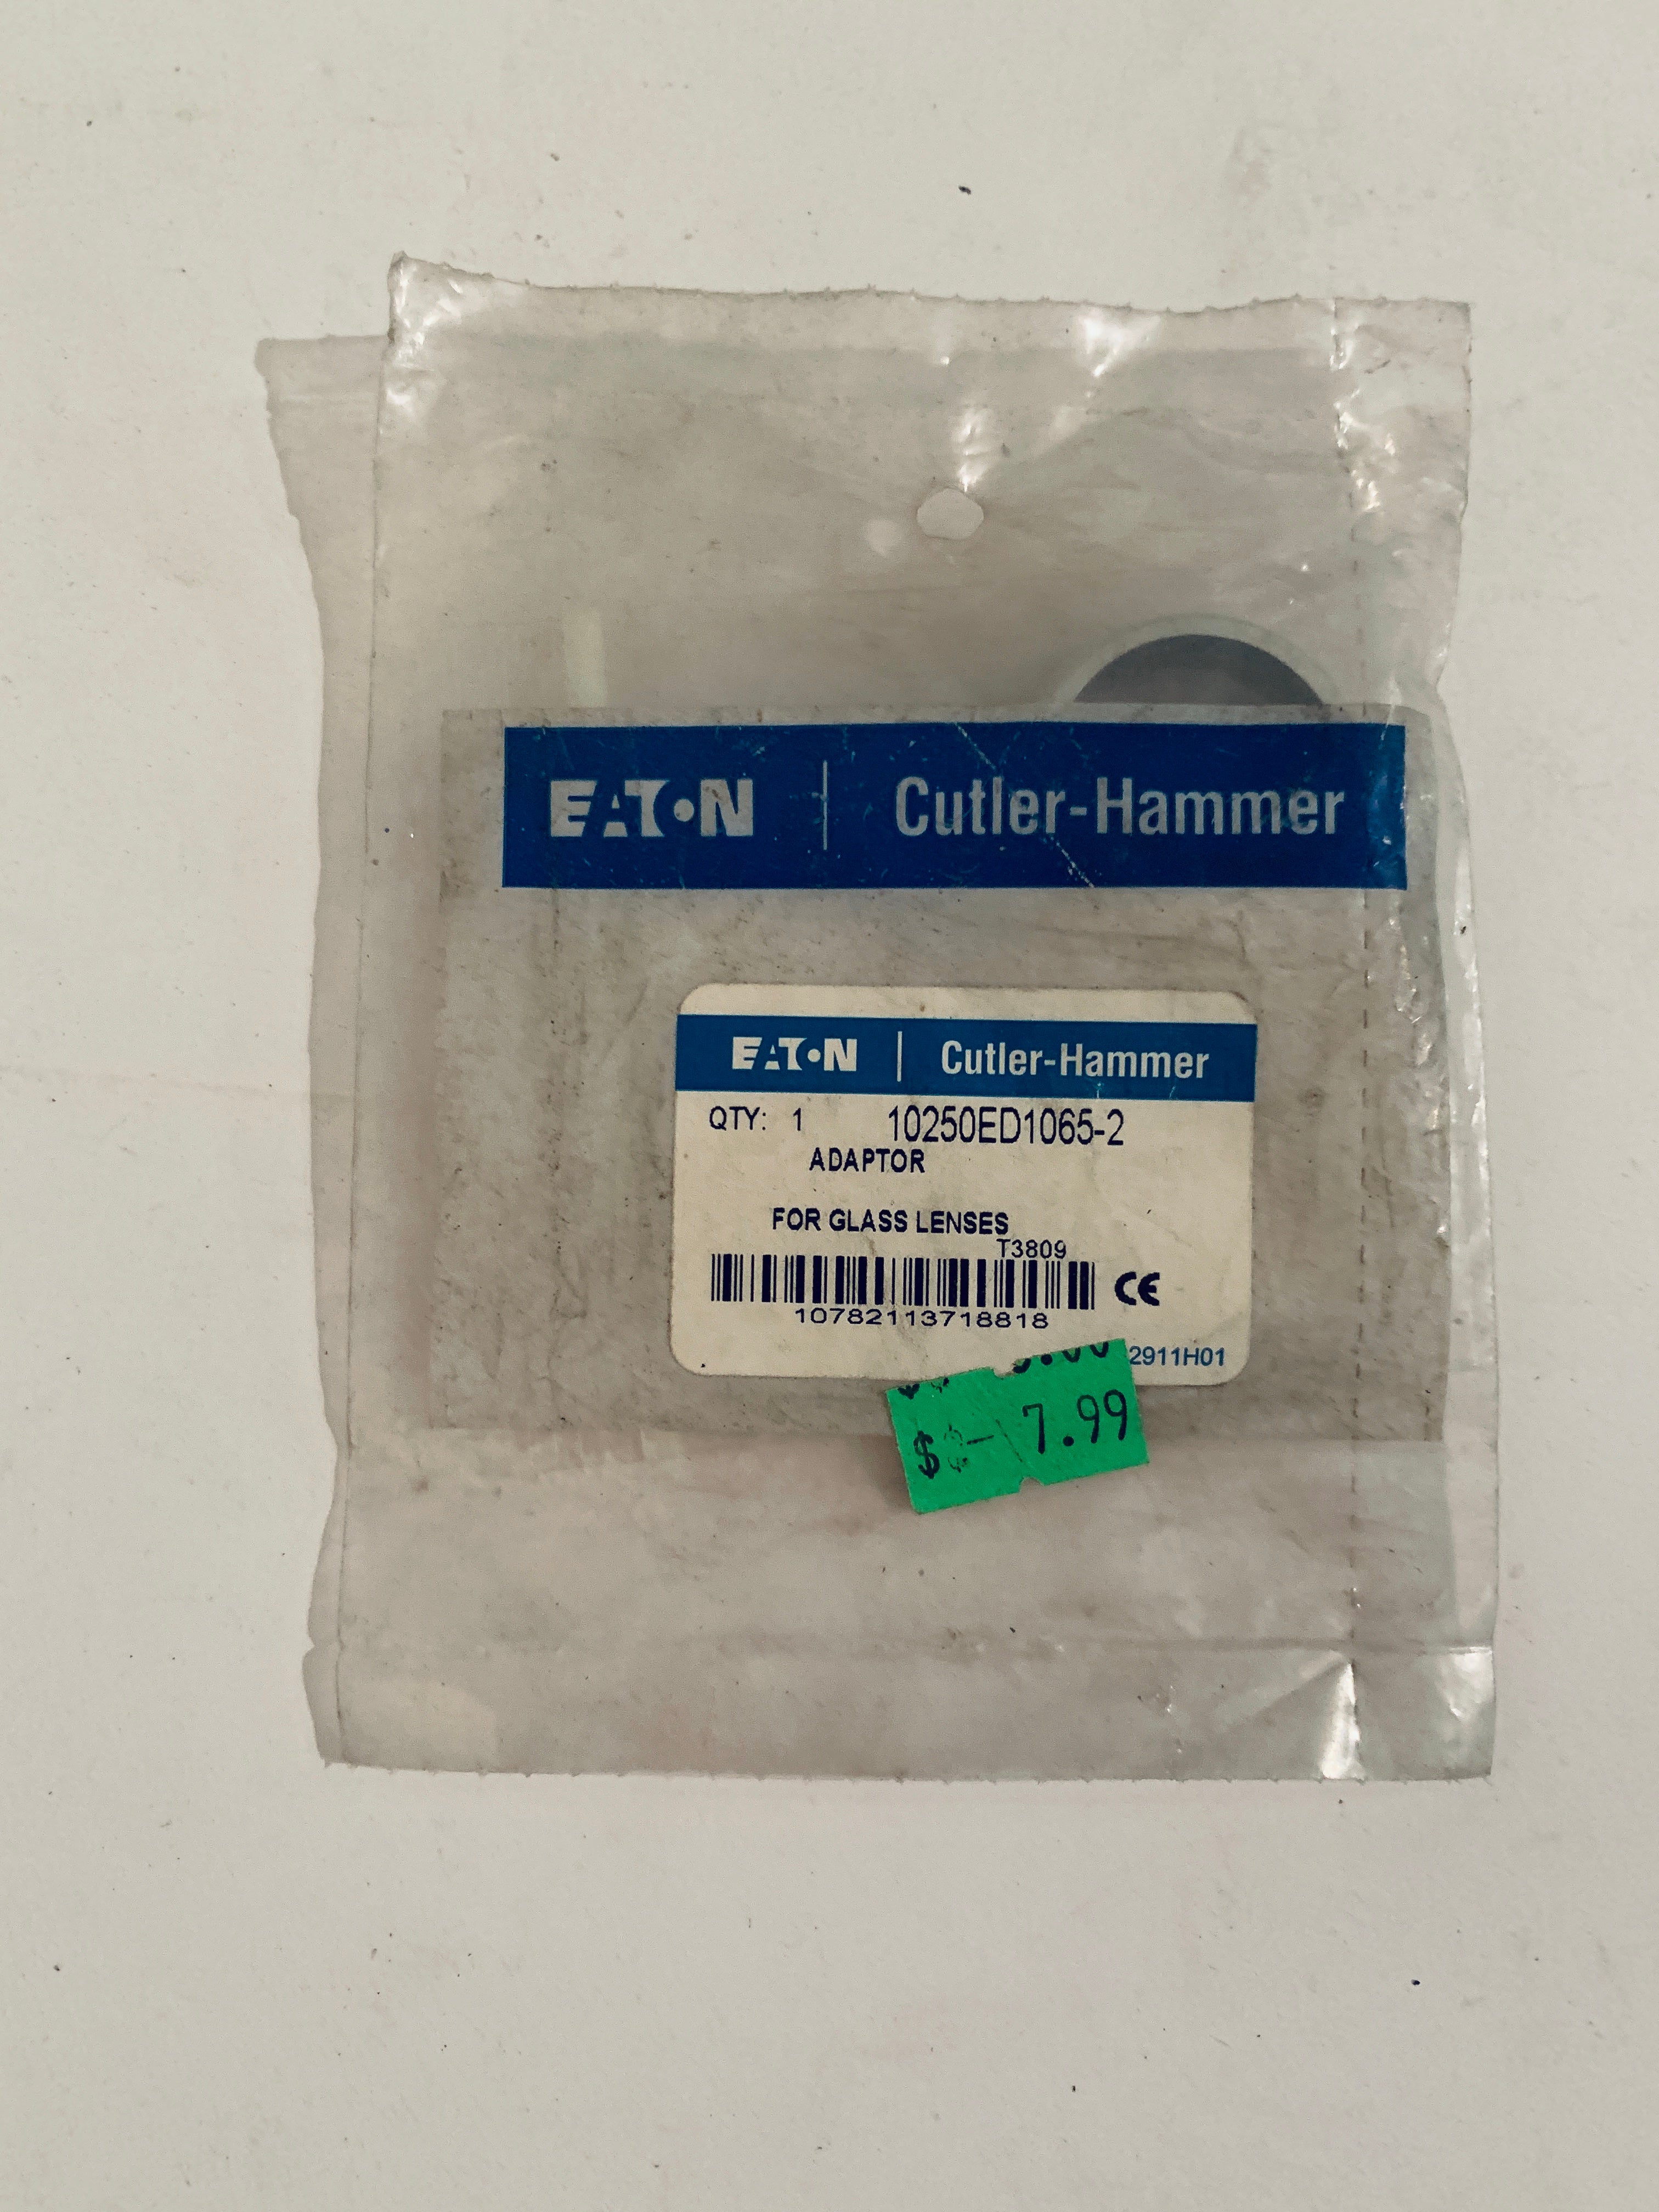 EATON | Cutler-Hammer
EATON | Cutler-Hammer
QTY: 1 10250ED1065-2
ADAPTOR
FOR GLASS LENSES
T3809
10782113718818
CE
2911H01
$ 7.99